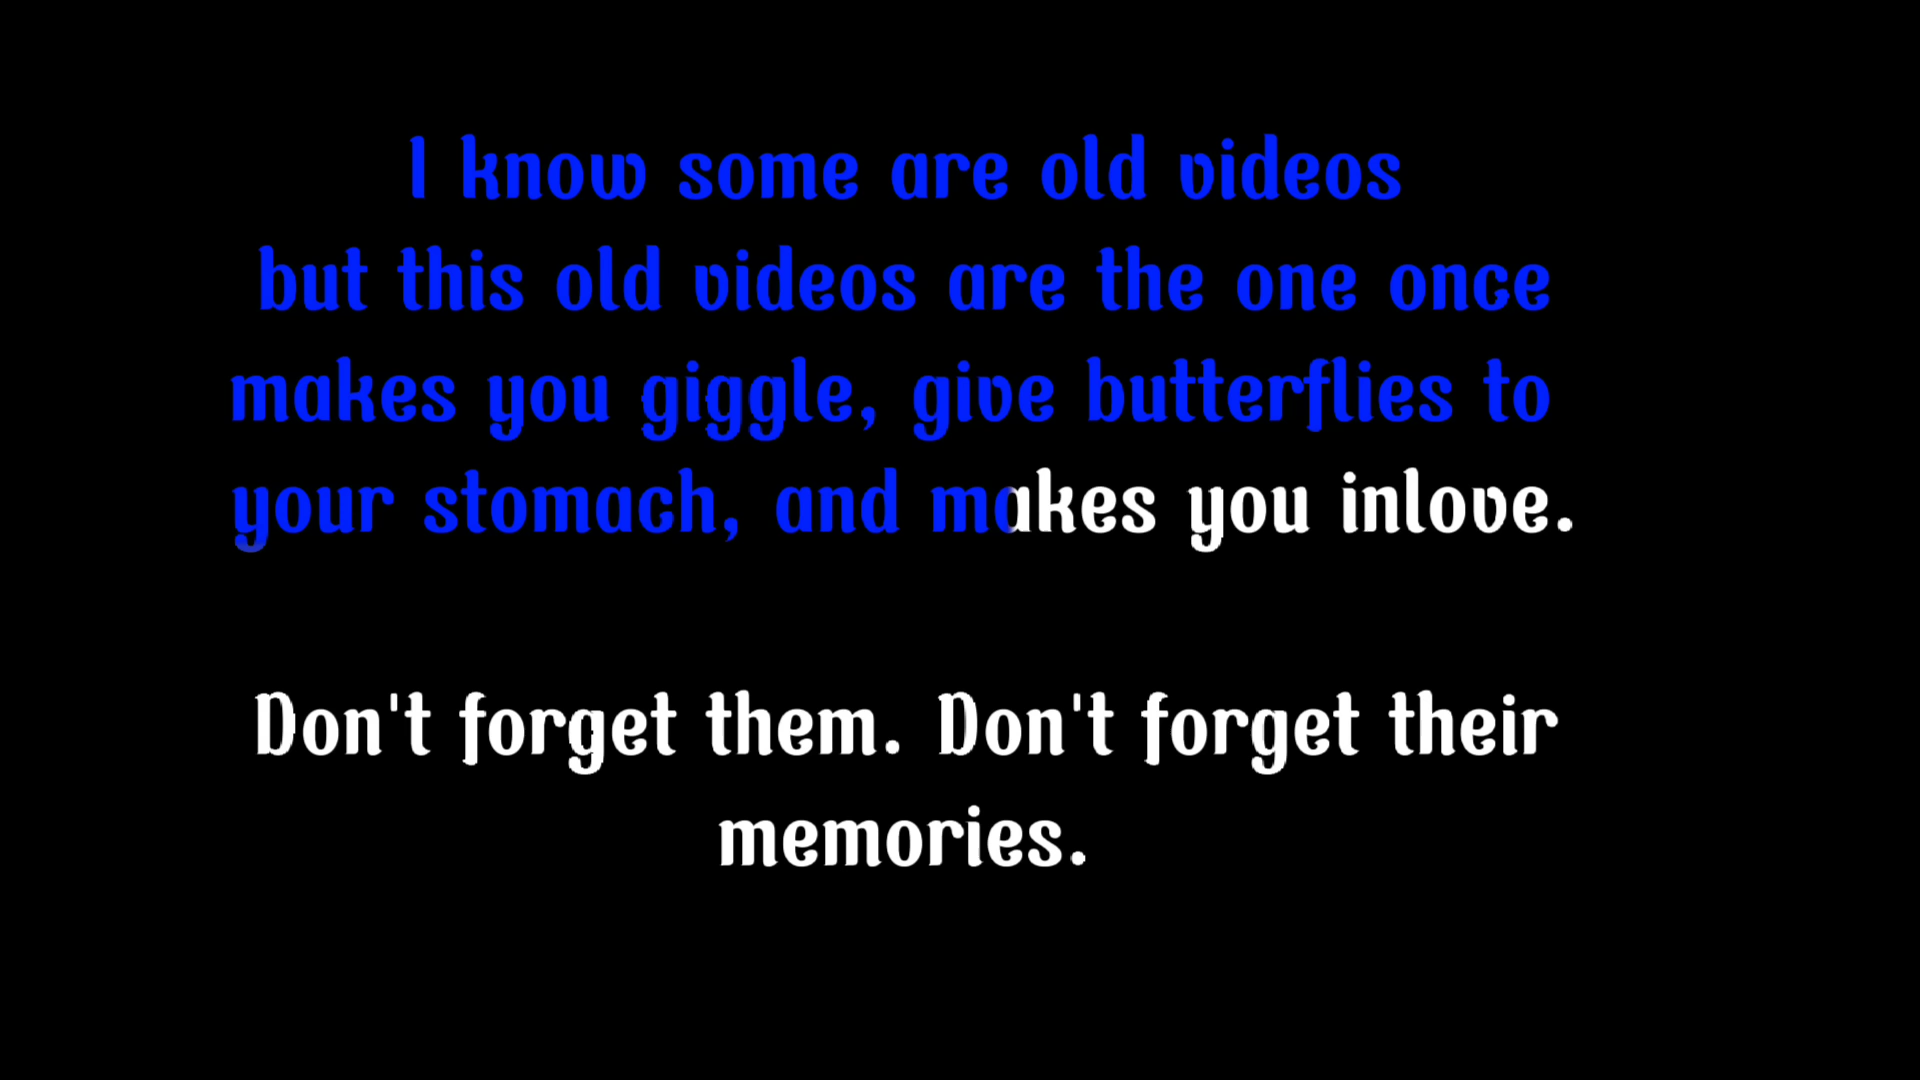 I know some are old videos
but this old videos are the one once
makes you giggle, give butterflies to
your stomach, and makes you inlove.
Don't forget them. Don't forget their
memories.